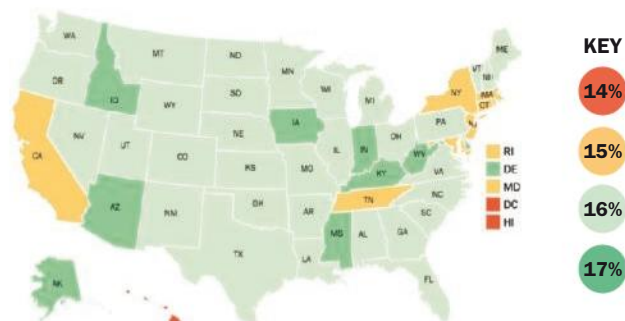 WA
MT
ND
MN
ME
VT
NH
OR
ID
SD
WI
MI
NY
MA
CT
WY
IA
PA
NJ
NV
NE
IL
IN
OH
UT
CO
WV
VA
CA
KS
MO
KY
NC
AZ
NM
OK
AR
TN
SC
MS
AL
GA
TX
LA
FL
AK
RI
DE
MD
DC
HI
KEY
14%
15%
16%
17%